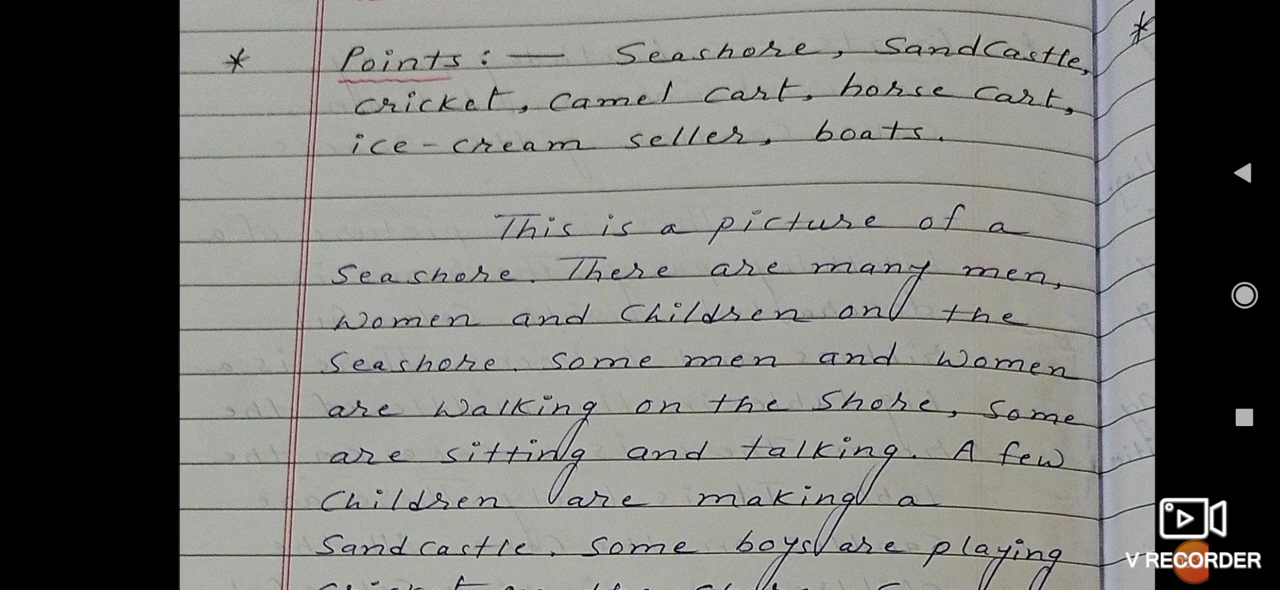 * Points : — Seashore, Sandcastle, *
cricket, camel cart, horse cart,
ice-cream seller, boats.
This is a picture of a
seashore. There are many men,
women and children on the
seashore. Some men and women
are walking on the shore, some
are sitting and talking. A few
children are making a
Sandcastle. Some boys are playing
V RECORDER